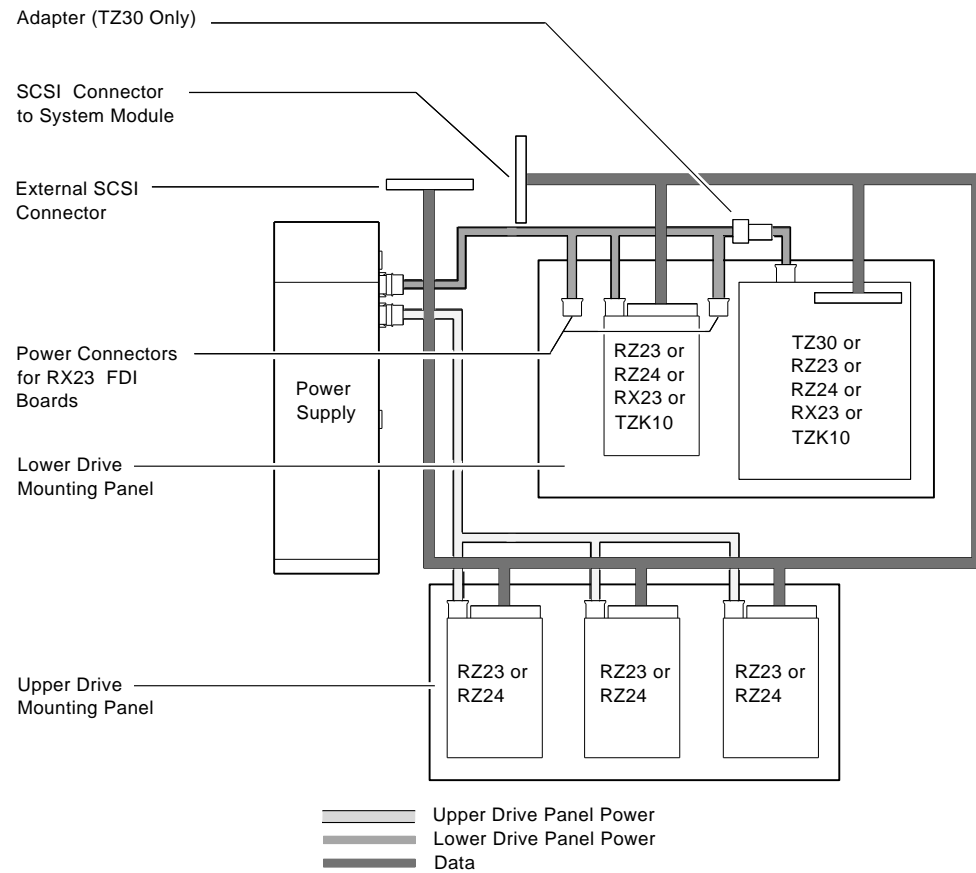 Adapter (TZ30 Only)
SCSI Connector
to System Module
External SCSI
Connector
Power Connectors
for RX23 FDI
Boards
Power
Supply
RZ23 or
RZ24 or
RX23 or
TZK10
TZ30 or
RZ23 or
RZ24 or
RX23 or
TZK10
Lower Drive
Mounting Panel
Upper Drive
Mounting Panel
RZ23 or
RZ24
RZ23 or
RZ24
RZ23 or
RZ24
Upper Drive Panel Power
Lower Drive Panel Power
Data